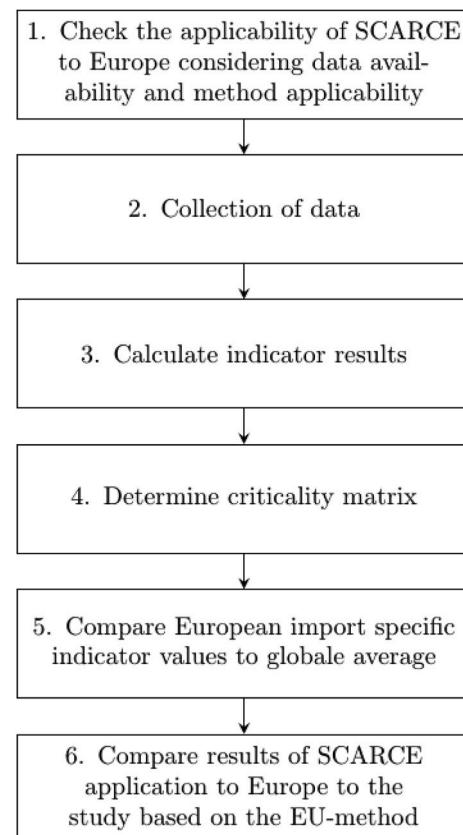 1. Check the applicability of SCARCE
to Europe considering data avail-
ability and method applicability
2. Collection of data
3. Calculate indicator results
4. Determine criticality matrix
5. Compare European import specific
indicator values to globale average
6. Compare results of SCARCE
application to Europe to the
study based on the EU-method